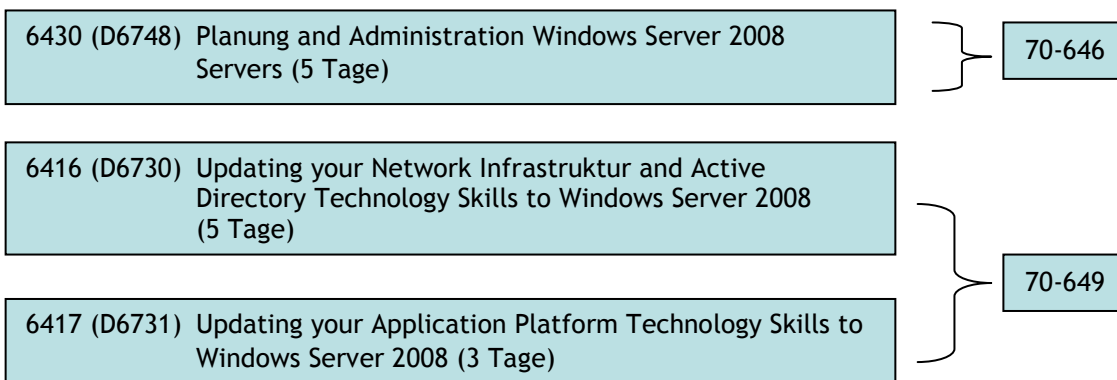 6430 (D6748) Planung and Administration Windows Server 2008
Servers (5 Tage)
70-646
6416 (D6730) Updating your Network Infrastruktur and Active
Directory Technology Skills to Windows Server 2008
(5 Tage)
6417 (D6731) Updating your Application Platform Technology Skills to
Windows Server 2008 (3 Tage)
70-649